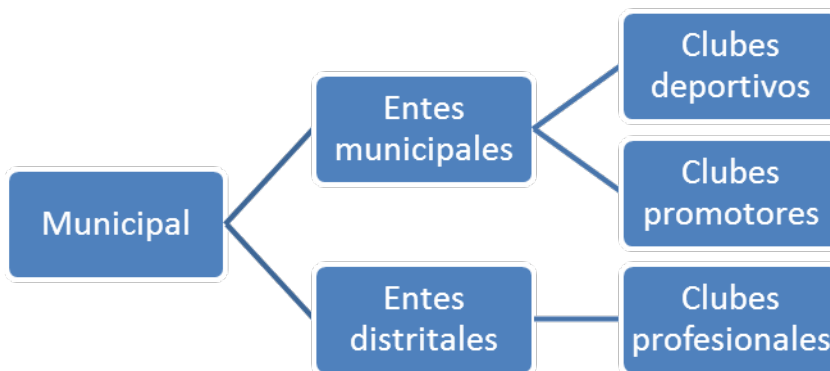 Municipal
Entes
municipales
Clubes
deportivos
Clubes
promotores
Entes
distritales
Clubes
profesionales